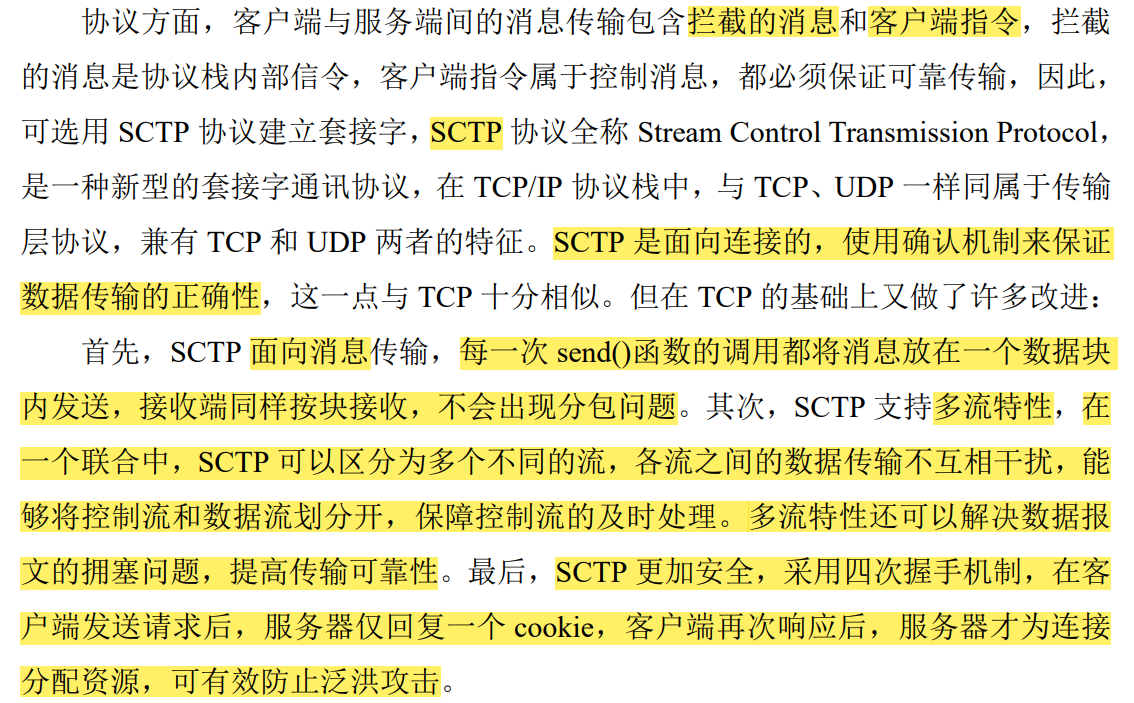 协议方面，客户端与服务端间的消息传输包含拦截的消息和客户端指令，拦截
的消息是协议栈内部信令，客户端指令属于控制消息，都必须保证可靠传输，因此，
可选用 SCTP 协议建立套接字，SCTP 协议全称 Stream Control Transmission Protocol，
是一种新型的套接字通讯协议，在 TCP/IP 协议栈中，与 TCP、UDP 一样同属于传输
层协议，兼有 TCP 和 UDP 两者的特征。SCTP 是面向连接的，使用确认机制来保证
数据传输的正确性，这一点与 TCP 十分相似。但在 TCP 的基础上又做了许多改进：
首先，SCTP 面向消息传输，每一次 send()函数的调用都将消息放在一个数据块
内发送，接收端同样按块接收，不会出现分包问题。其次，SCTP 支持多流特性，在
一个联合中，SCTP 可以区分为多个不同的流，各流之间的数据传输不互相干扰，能
够将控制流和数据流划分开，保障控制流的及时处理。多流特性还可以解决数据报
文的拥塞问题，提高传输可靠性。最后，SCTP 更加安全，采用四次握手机制，在客
户端发送请求后，服务器仅回复一个 cookie，客户端再次响应后，服务器才为连接
分配资源，可有效防止泛洪攻击。